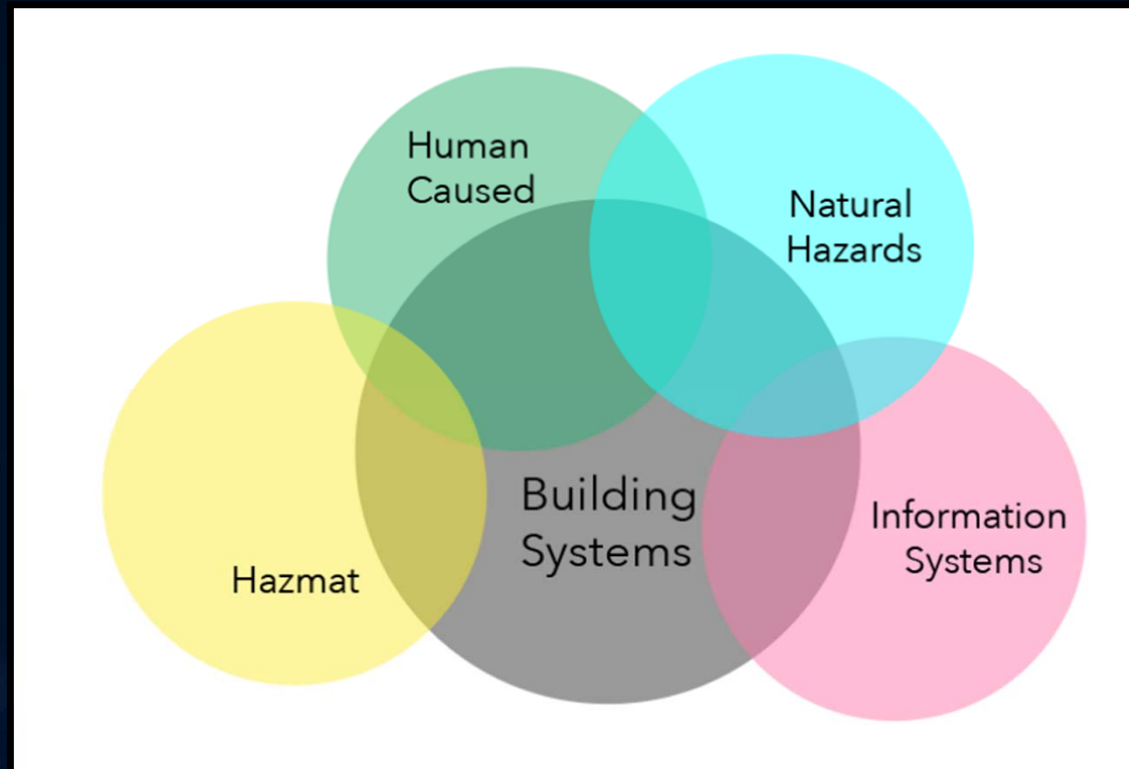 Human
Caused
Natural
Hazards
Building
Systems
Information
Systems
Hazmat